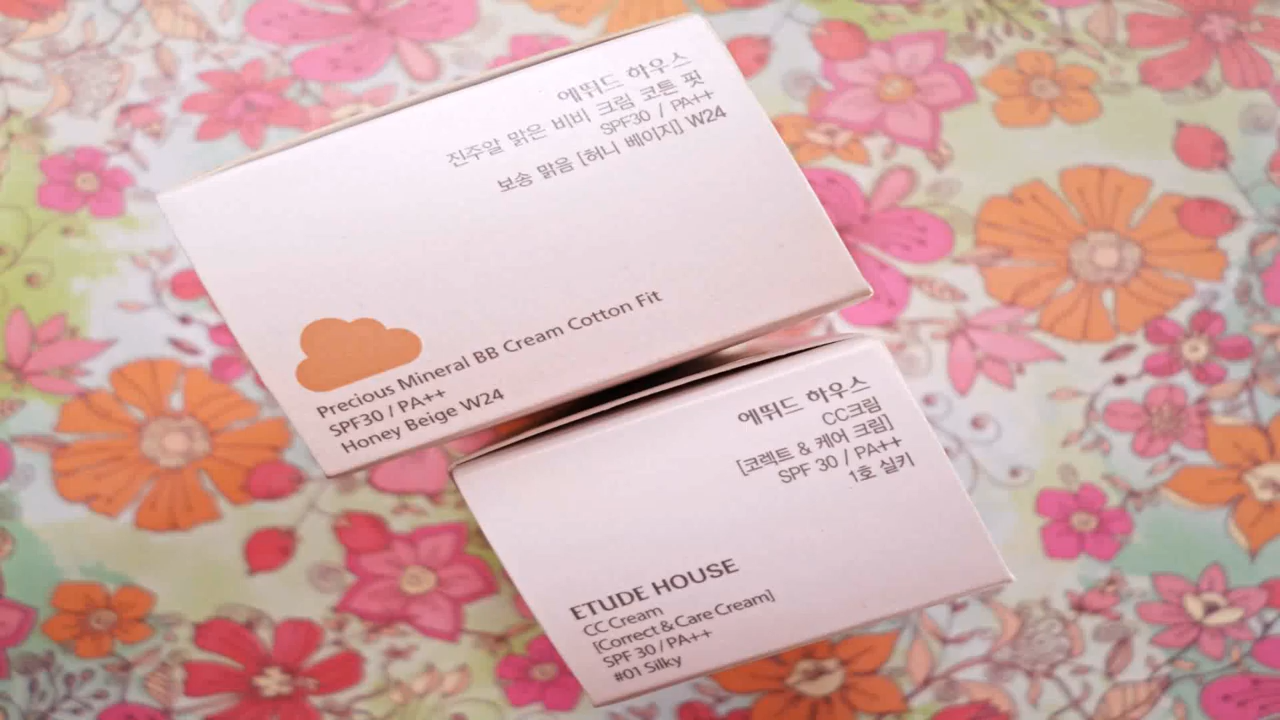 에뛰드 하우스
진주알 맑은 비비 크림 코튼 핏
SPF30 / PA++
보송 맑음 [허니 베이지] W24
Precious Mineral BB Cream Cotton Fit
SPF30 / PA++
Honey Beige W24
에뛰드 하우스
CC크림
[코렉트 & 케어 크림]
SPF 30 / PA++
1호 실키
ETUDE HOUSE
CC Cream
[Correct & Care Cream]
SPF 30 / PA++
#01 Silky